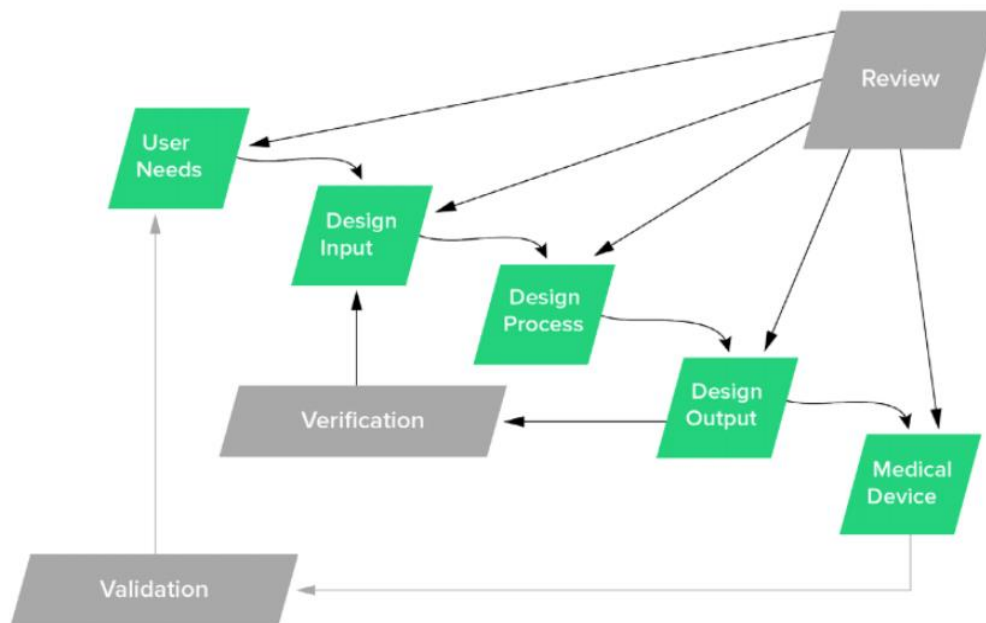 Review
User
Needs
Design
Input
Design
Process
Design
Output
Verification
Medical
Device
Validation